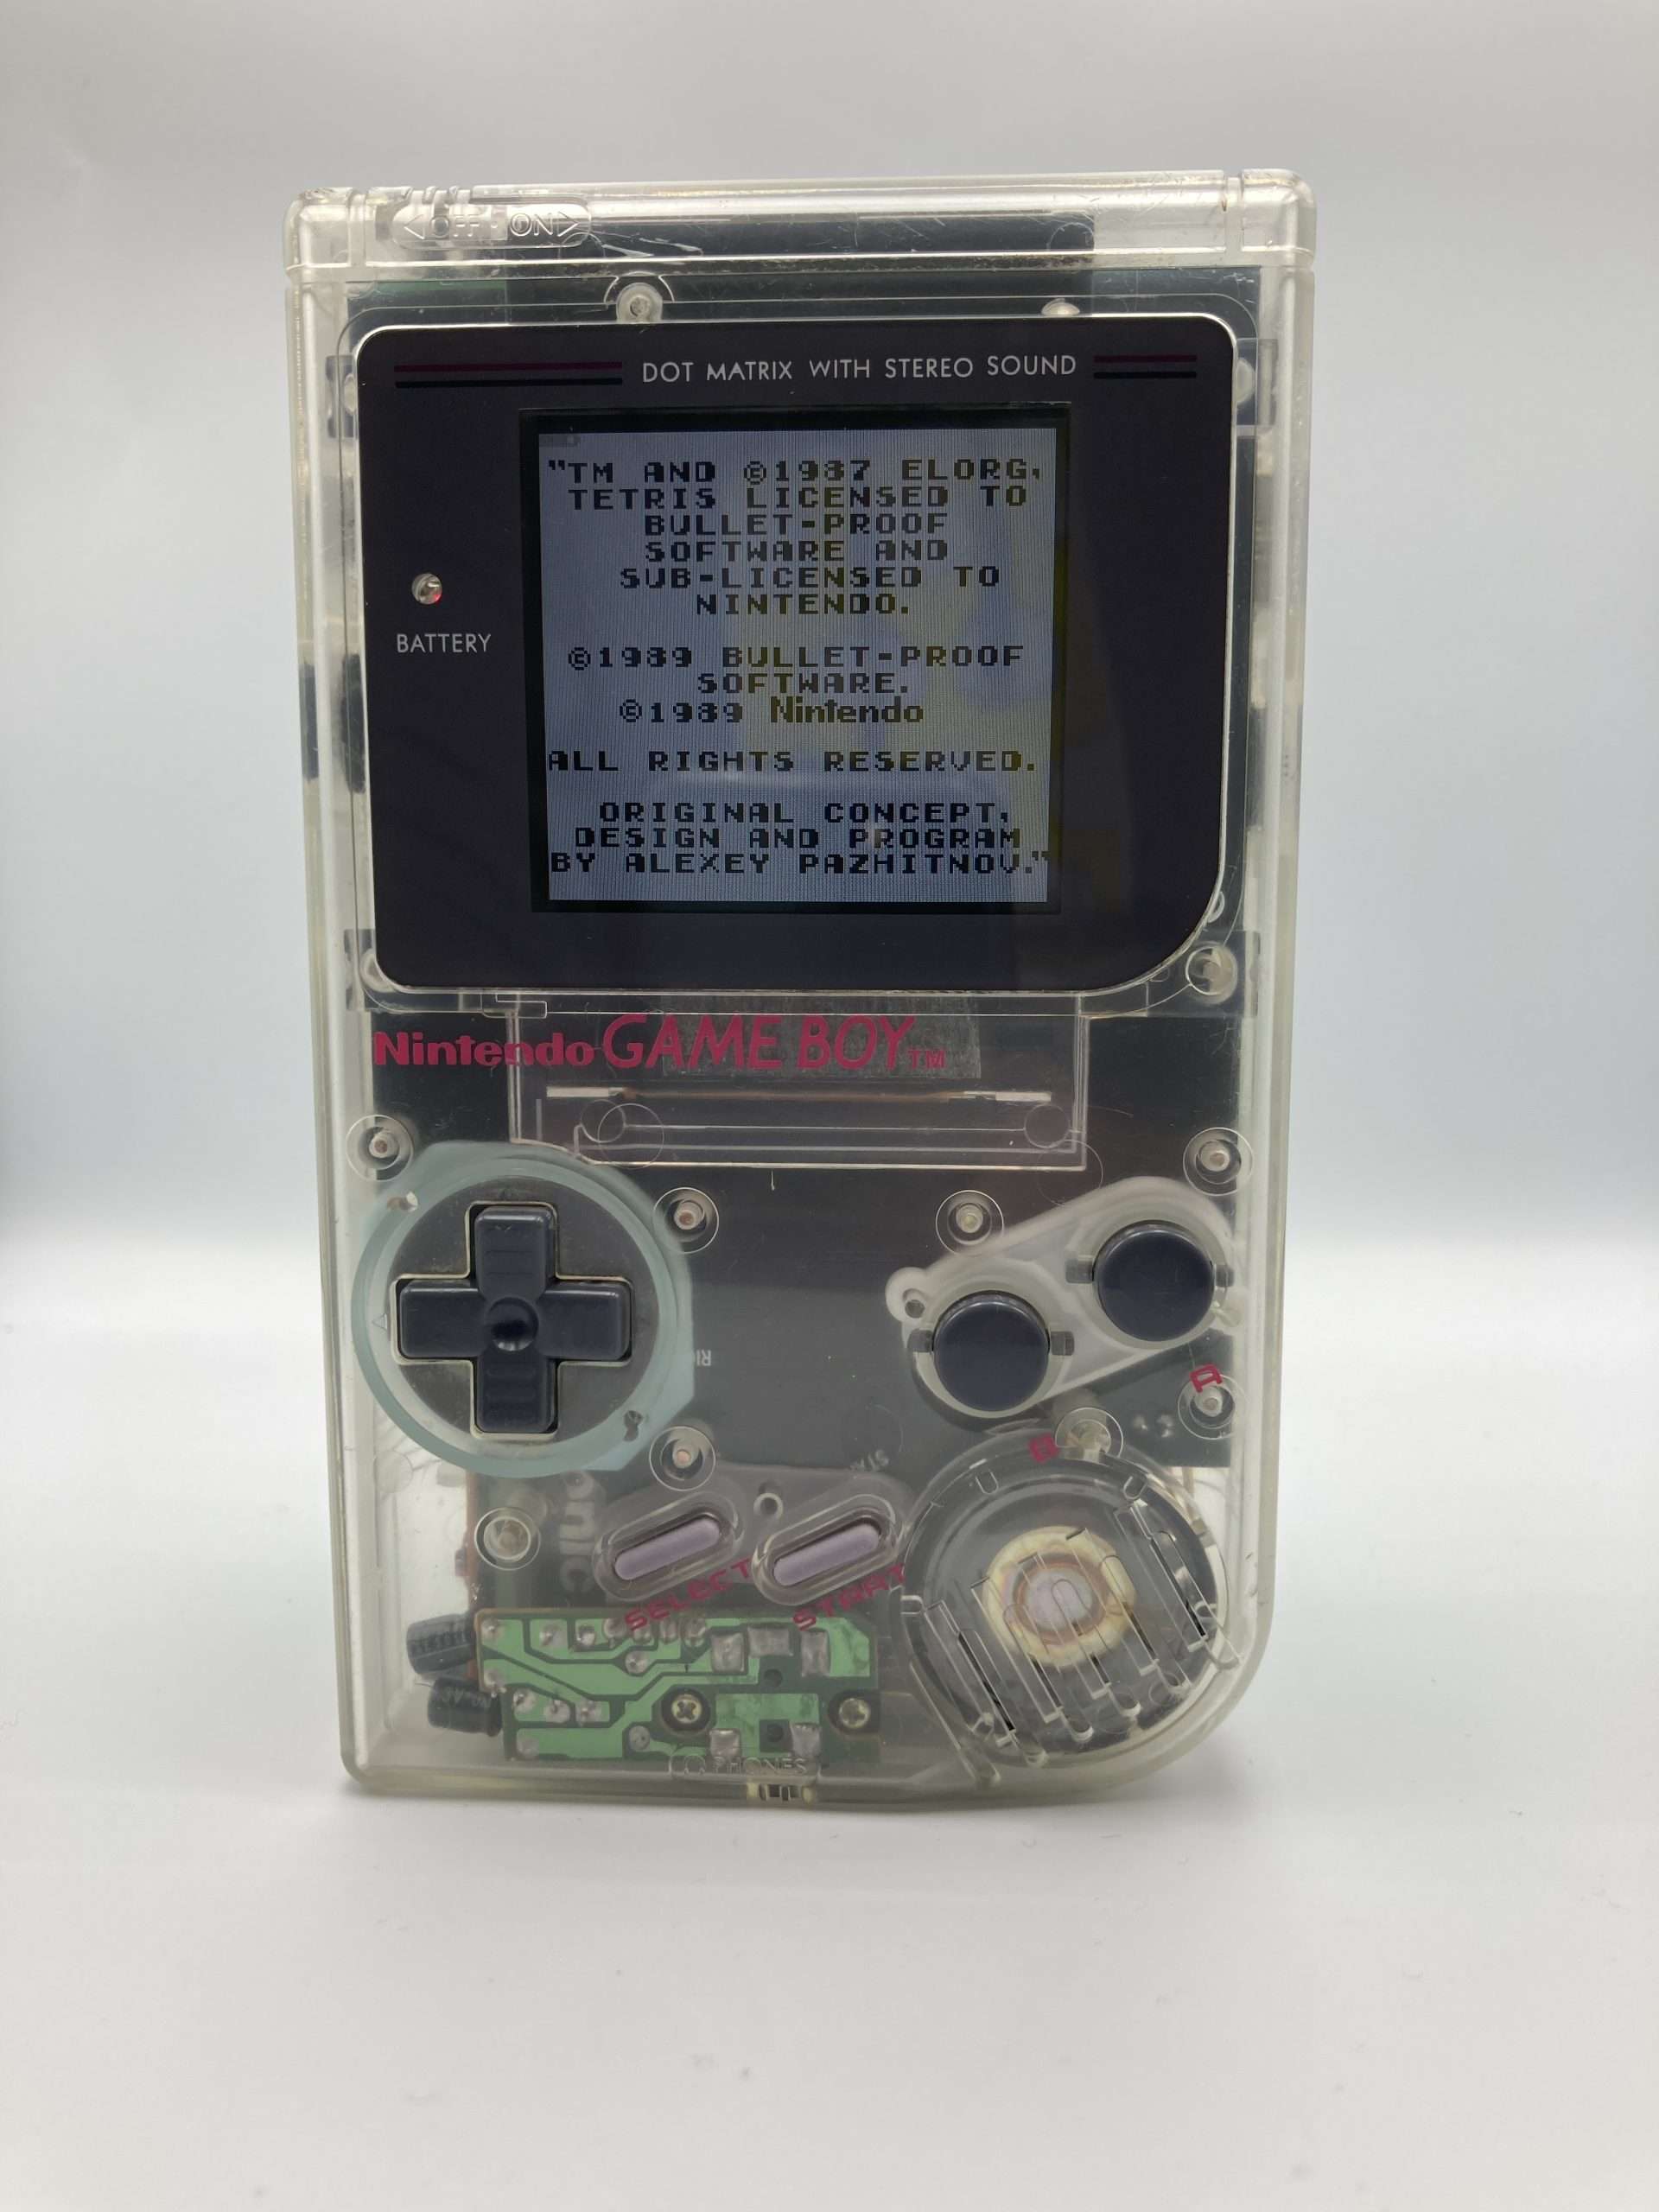 <OFF • ON>
DOT MATRIX WITH STEREO SOUND
"TM AND ©1987 ELORG,
TETRIS LICENSED TO
BULLET-PROOF
SOFTWARE AND
SUB-LICENSED TO
NINTENDO.
©1989 BULLET-PROOF
SOFTWARE.
©1989 Nintendo
ALL RIGHTS RESERVED.
ORIGINAL CONCEPT,
DESIGN AND PROGRAM
BY ALEXEY PAZHITNOV."
BATTERY
Nintendo GAME BOY TM
A
B
SELECT
START
PHONES